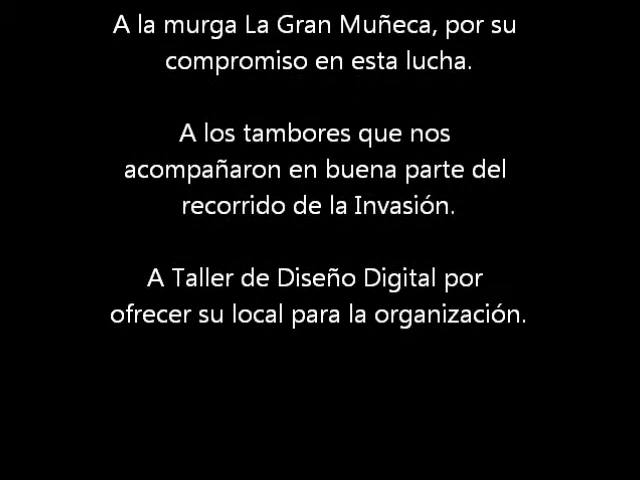 A la murga La Gran Muñeca, por su
compromiso en esta lucha.
A los tambores que nos
acompañaron en buena parte del
recorrido de la Invasión.
A Taller de Diseño Digital por
ofrecer su local para la organización.